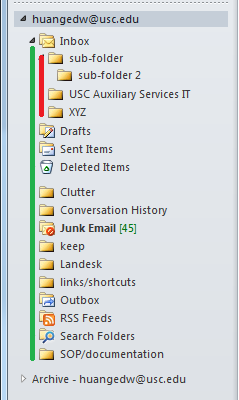 huangedw@usc.edu
Inbox
sub-folder
sub-folder 2
USC Auxiliary Services IT
XYZ
Drafts
Sent Items
Deleted Items
Clutter
Conversation History
Junk Email [45]
keep
Landesk
links/shortcuts
Outbox
RSS Feeds
Search Folders
SOP/documentation
Archive - huangedw@usc.edu